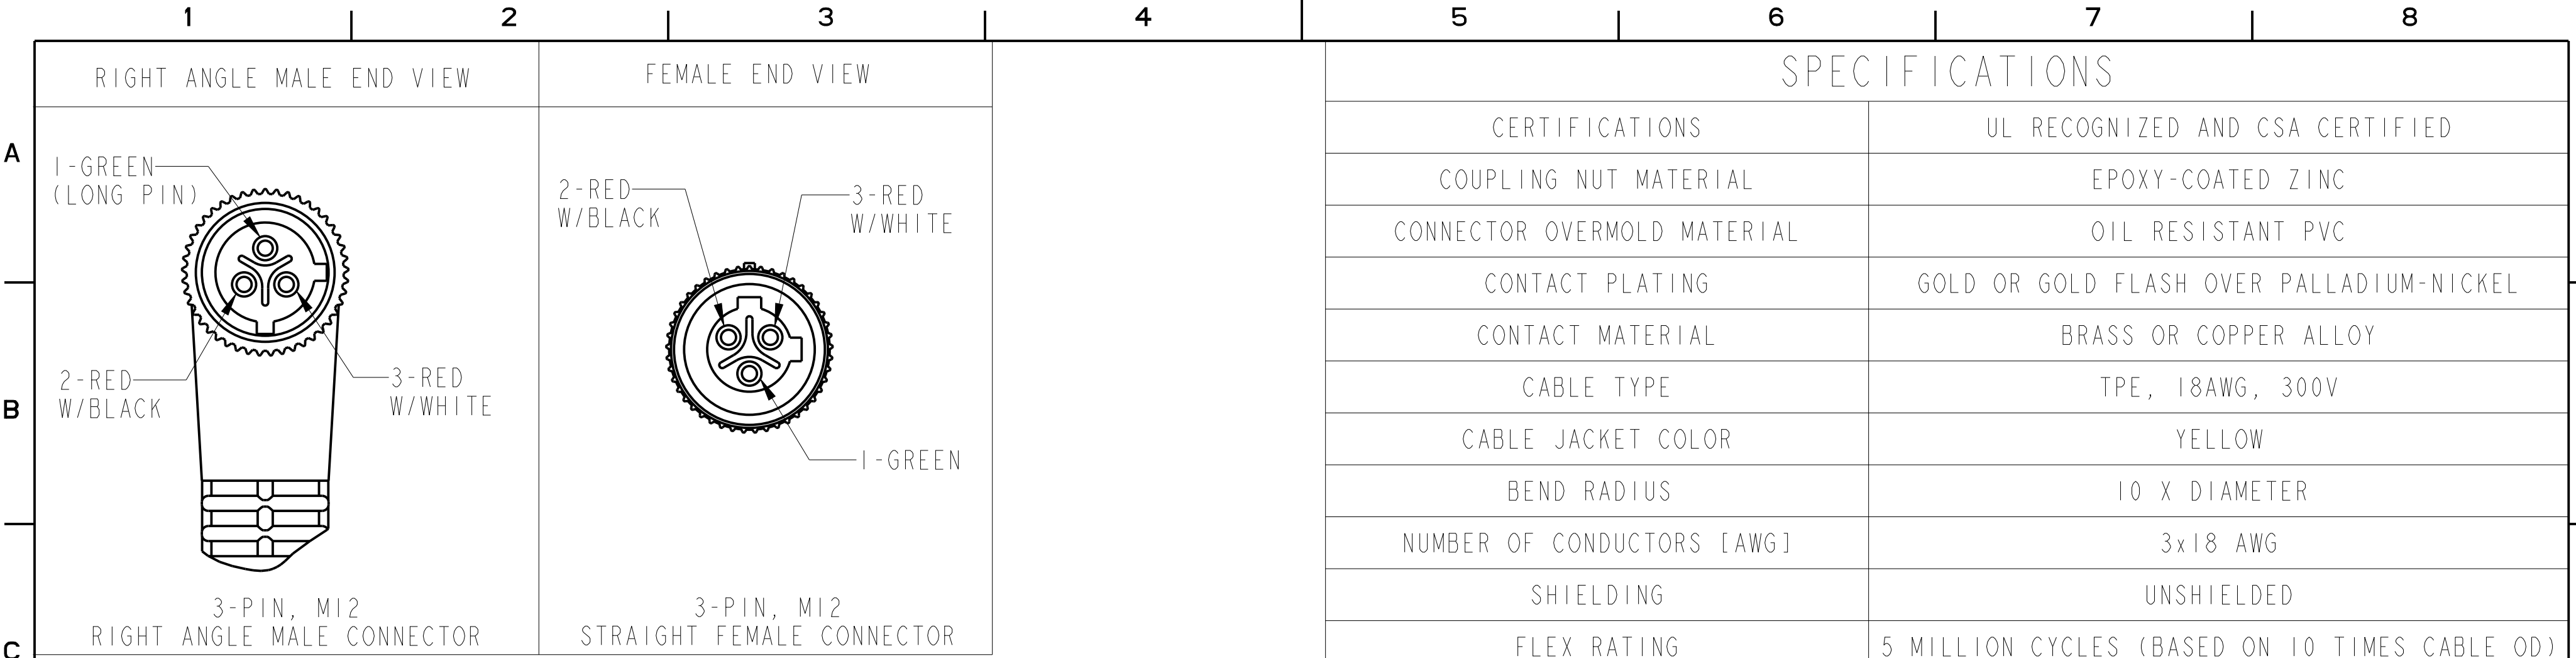 1 2 3 4 5 6 7 8
A
B
C
RIGHT ANGLE MALE END VIEW
1-GREEN
(LONG PIN)
2-RED
W/BLACK
3-RED
W/WHITE
3-PIN, M12
RIGHT ANGLE MALE CONNECTOR
FEMALE END VIEW
2-RED
W/BLACK
3-RED
W/WHITE
1-GREEN
3-PIN, M12
STRAIGHT FEMALE CONNECTOR
SPECIFICATIONS
CERTIFICATIONS UL RECOGNIZED AND CSA CERTIFIED
COUPLING NUT MATERIAL EPOXY-COATED ZINC
CONNECTOR OVERMOLD MATERIAL OIL RESISTANT PVC
CONTACT PLATING GOLD OR GOLD FLASH OVER PALLADIUM-NICKEL
CONTACT MATERIAL BRASS OR COPPER ALLOY
CABLE TYPE TPE, 18AWG, 300V
CABLE JACKET COLOR YELLOW
BEND RADIUS 10 X DIAMETER
NUMBER OF CONDUCTORS [AWG] 3x18 AWG
SHIELDING UNSHIELDED
FLEX RATING 5 MILLION CYCLES (BASED ON 10 TIMES CABLE OD)